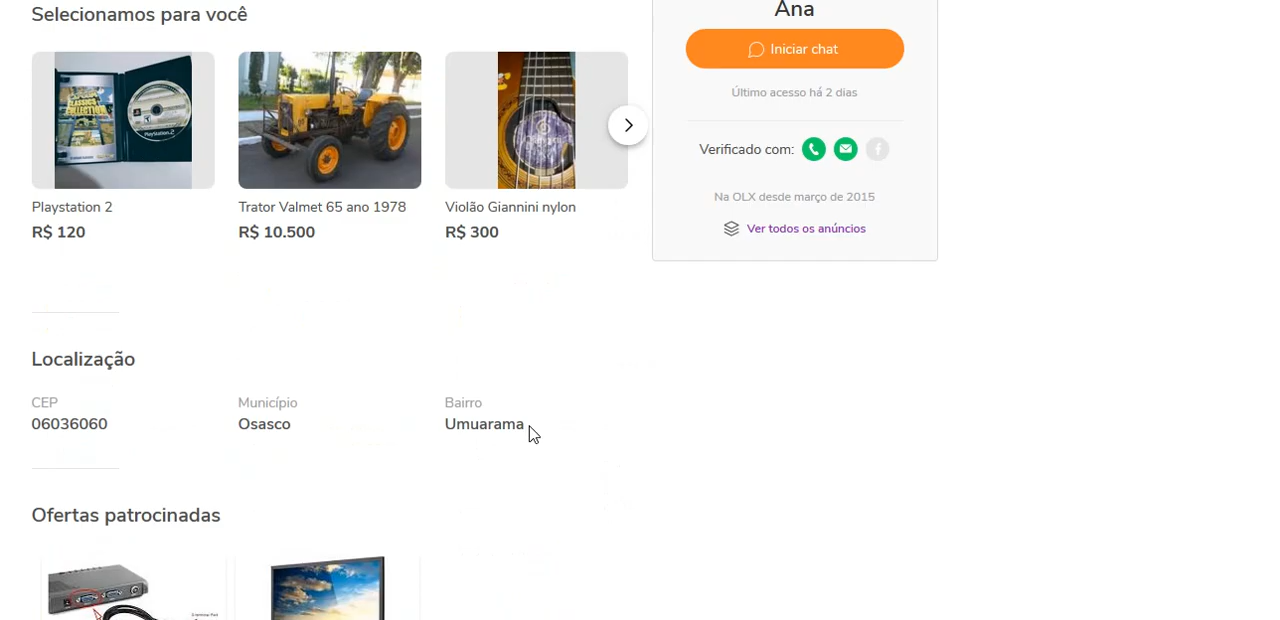 Selecionamos para você
Playstation 2
R$ 120
Trator Valmet 65 ano 1978
R$ 10.500
Violão Giannini nylon
R$ 300
Ana
Iniciar chat
Último acesso há 2 dias
Verificado com:
Na OLX desde março de 2015
Ver todos os anúncios
Localização
CEP
06036060
Município
Osasco
Bairro
Umuarama
Ofertas patrocinadas